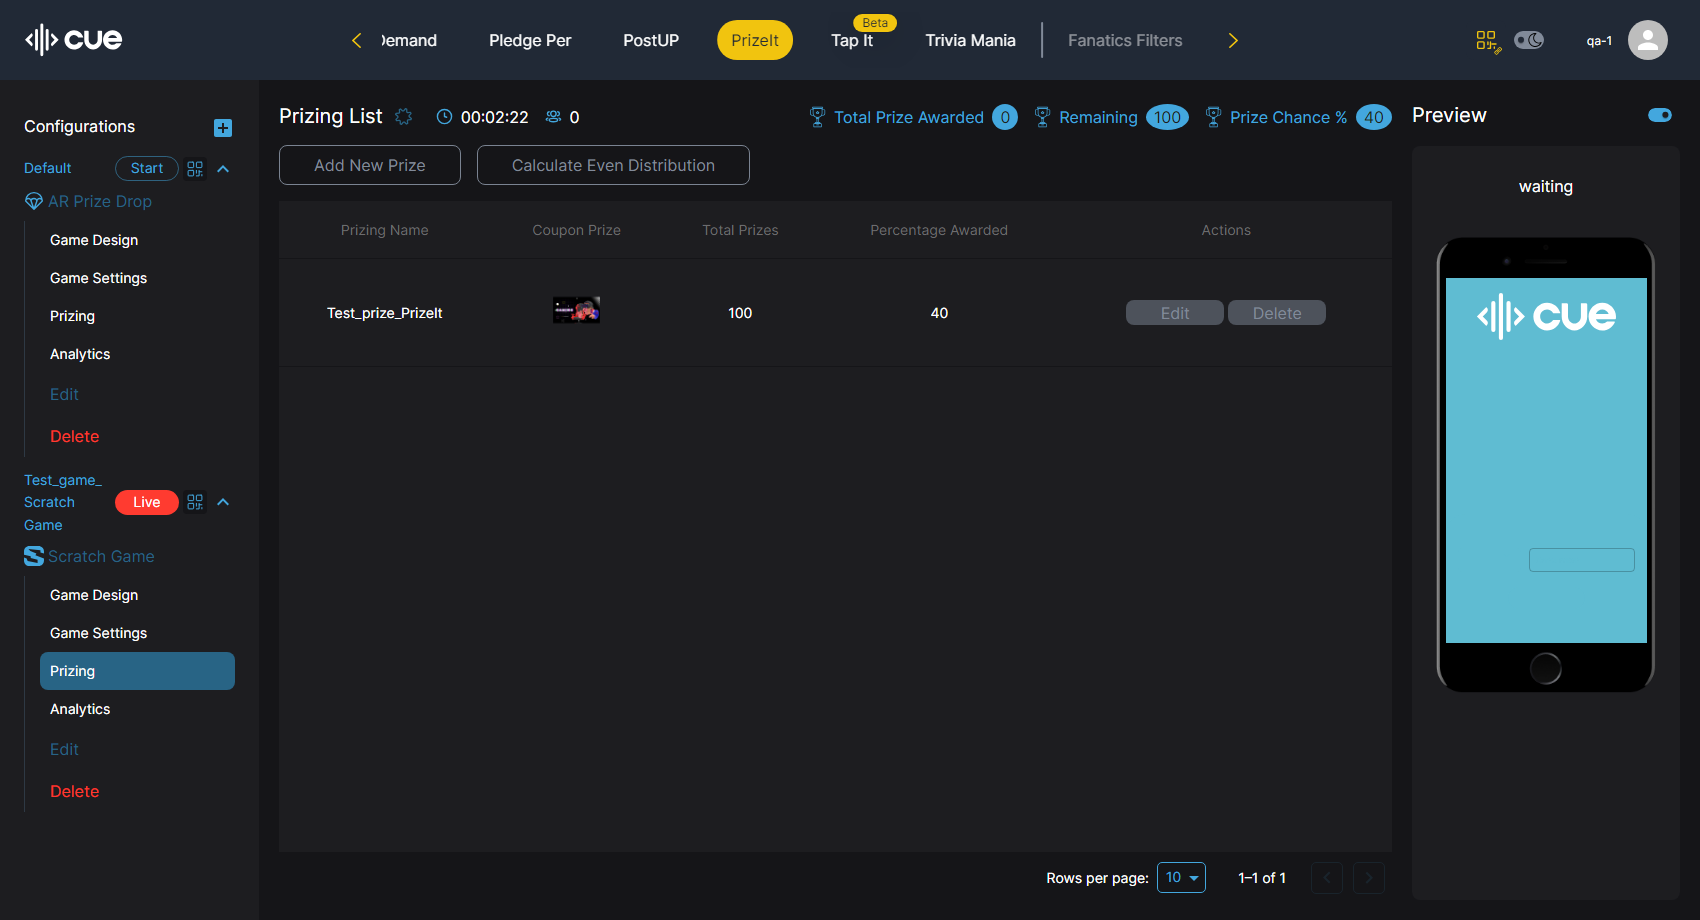 cue
Demand
Pledge Per
PostUP
PrizeIt
Beta
Tap It
Trivia Mania
Fanatics Filters
qa-1
Configurations
Default
Start
AR Prize Drop
Game Design
Game Settings
Prizing
Analytics
Edit
Delete
Test_game_
Scratch
Game
Live
Scratch Game
Game Design
Game Settings
Prizing
Analytics
Edit
Delete
Prizing List
00:02:22
0
Total Prize Awarded 0
Remaining 100
Prize Chance % 40
Add New Prize
Calculate Even Distribution
Prizing Name
Coupon Prize
Total Prizes
Percentage Awarded
Actions
Test_prize_PrizeIt
100
40
Edit
Delete
Rows per page: 10
1–1 of 1
Preview
waiting
cue